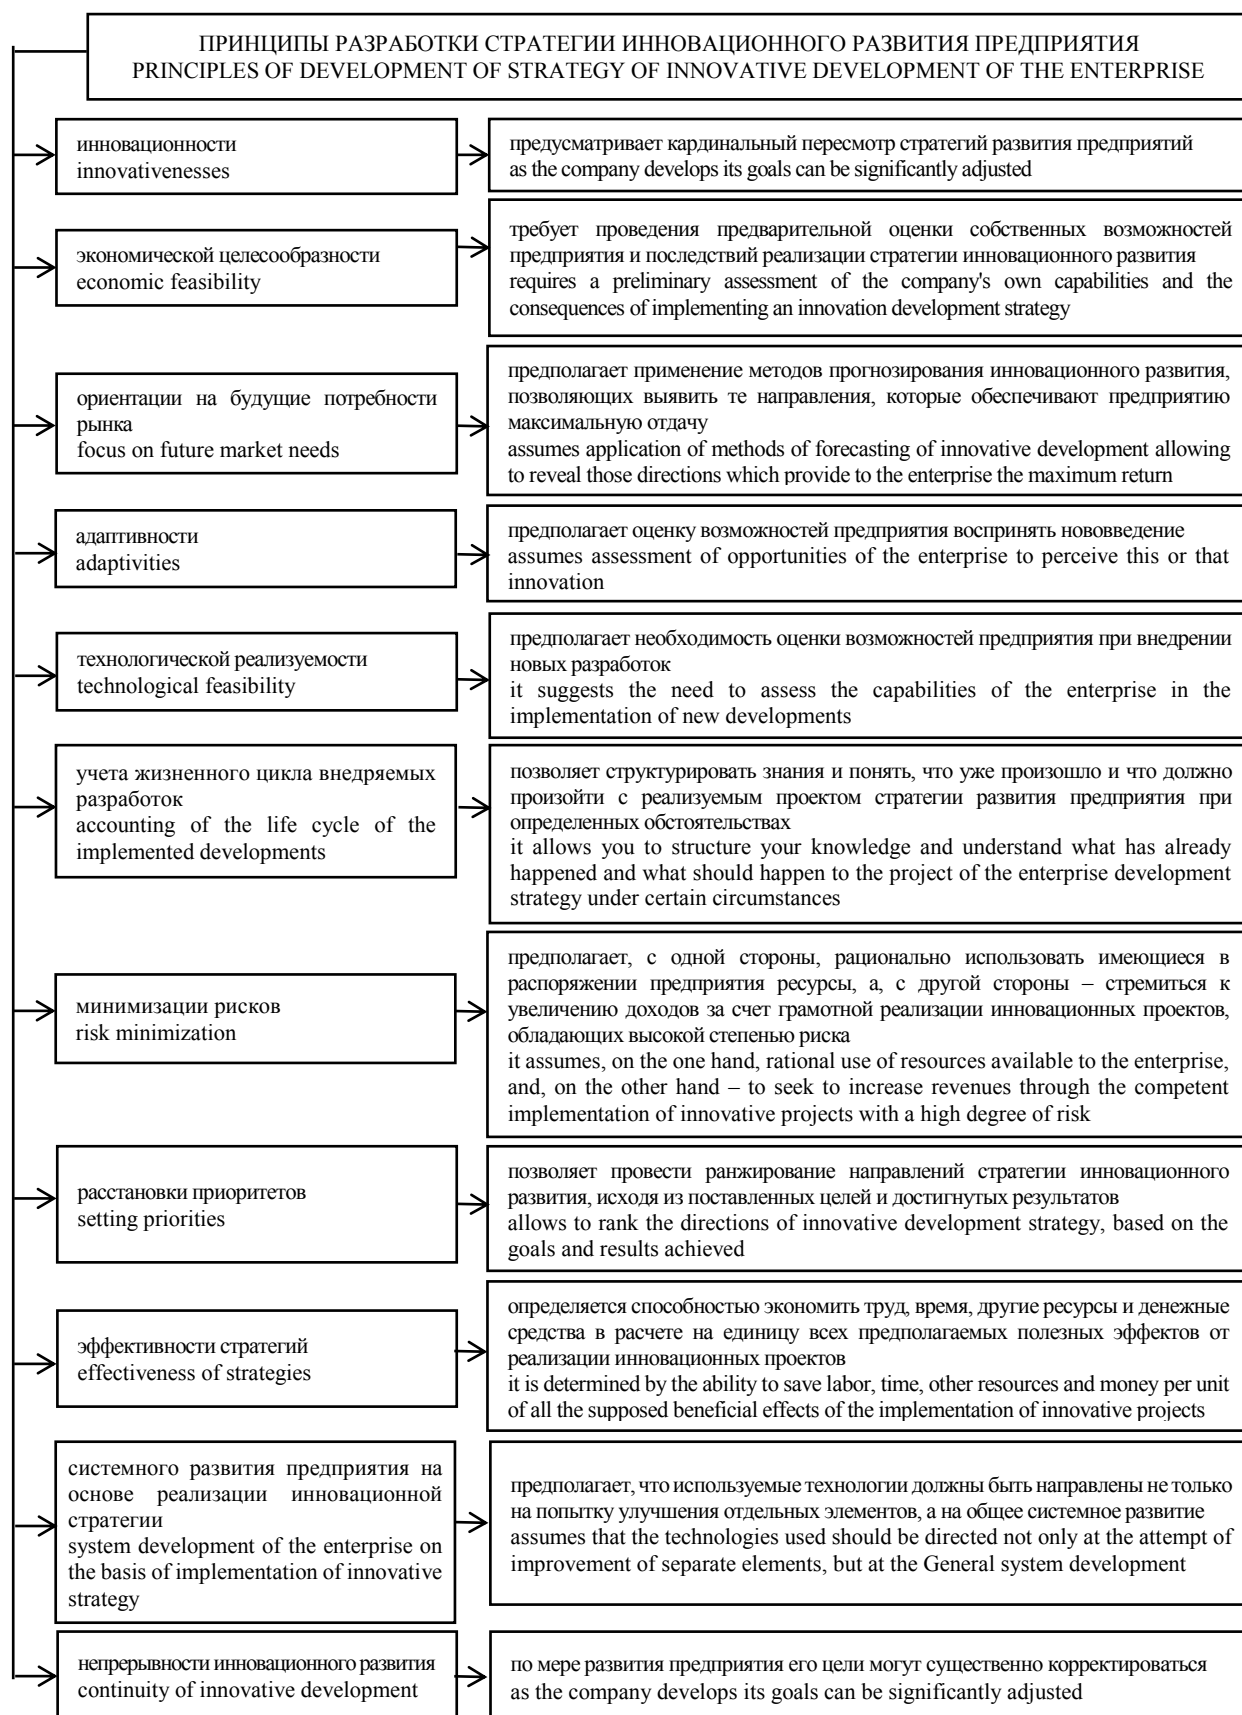 ПРИНЦИПЫ РАЗРАБОТКИ СТРАТЕГИИ ИННОВАЦИОННОГО РАЗВИТИЯ ПРЕДПРИЯТИЯ
PRINCIPLES OF DEVELOPMENT OF STRATEGY OF INNOVATIVE DEVELOPMENT OF THE ENTERPRISE
инновационности
innovativenesses
предусматривает кардинальный пересмотр стратегий развития предприятий
as the company develops its goals can be significantly adjusted
экономической целесообразности
economic feasibility
требует проведения предварительной оценки собственных возможностей
предприятия и последствий реализации стратегии инновационного развития
requires a preliminary assessment of the company's own capabilities and the
consequences of implementing an innovation development strategy
ориентации на будущие потребности
рынка
focus on future market needs
предполагает применение методов прогнозирования инновационного развития,
позволяющих выявить те направления, которые обеспечивают предприятию
максимальную отдачу
assumes application of methods of forecasting of innovative development allowing
to reveal those directions which provide to the enterprise the maximum return
адаптивности
adaptivities
предполагает оценку возможностей предприятия воспринять нововведение
assumes assessment of opportunities of the enterprise to perceive this or that
innovation
технологической реализуемости
technological feasibility
предполагает необходимость оценки возможностей предприятия при внедрении
новых разработок
it suggests the need to assess the capabilities of the enterprise in the
implementation of new developments
учета жизненного цикла внедряемых
разработок
accounting of the life cycle of the
implemented developments
позволяет структурировать знания и понять, что уже произошло и что должно
произойти с реализуемым проектом стратегии развития предприятия при
определенных обстоятельствах
it allows you to structure your knowledge and understand what has already
happened and what should happen to the project of the enterprise development
strategy under certain circumstances
минимизации рисков
risk minimization
предполагает, с одной стороны, рационально использовать имеющиеся в
распоряжении предприятия ресурсы, а, с другой стороны – стремиться к
увеличению доходов за счет грамотной реализации инновационных проектов,
обладающих высокой степенью риска
it assumes, on the one hand, rational use of resources available to the enterprise,
and, on the other hand – to seek to increase revenues through the competent
implementation of innovative projects with a high degree of risk
расстановки приоритетов
setting priorities
позволяет провести ранжирование направлений стратегии инновационного
развития, исходя из поставленных целей и достигнутых результатов
allows to rank the directions of innovative development strategy, based on the
goals and results achieved
эффективности стратегий
effectiveness of strategies
определяется способностью экономить труд, время, другие ресурсы и денежные
средства в расчете на единицу всех предполагаемых полезных эффектов от
реализации инновационных проектов
it is determined by the ability to save labor, time, other resources and money per unit
of all the supposed beneficial effects of the implementation of innovative projects
системного развития предприятия на
основе реализации инновационной
стратегии
system development of the enterprise on
the basis of implementation of innovative
strategy
предполагает, что используемые технологии должны быть направлены не только
на попытку улучшения отдельных элементов, а на общее системное развитие
assumes that the technologies used should be directed not only at the attempt of
improvement of separate elements, but at the General system development
непрерывности инновационного развития
continuity of innovative development
по мере развития предприятия его цели могут существенно корректироваться
as the company develops its goals can be significantly adjusted